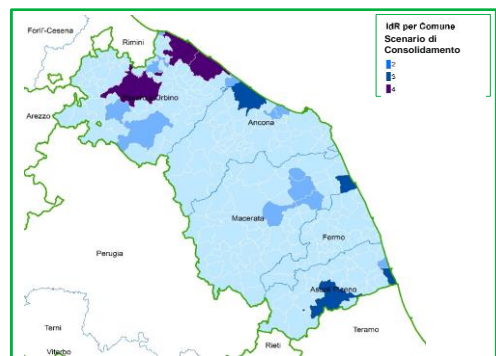 IdR per Comune
Scenario di
Consolidamento
2
3
4
Forlì-Cesena
Rimini
Arezzo
Urbino
Ancona
Macerata
Perugia
Fermo
Ascoli Piceno
Terni
Viterbo
Rieti
Teramo